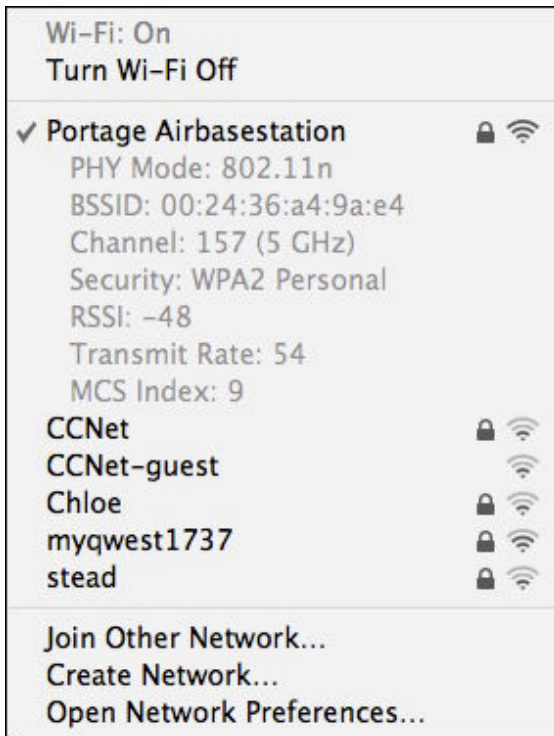 Wi-Fi: On
Turn Wi-Fi Off
Portage Airbasestation
PHY Mode: 802.11n
BSSID: 00:24:36:a4:9a:e4
Channel: 157 (5 GHz)
Security: WPA2 Personal
RSSI: -48
Transmit Rate: 54
MCS Index: 9
CCNet
CCNet-guest
Chloe
myqwest1737
stead
Join Other Network...
Create Network...
Open Network Preferences...